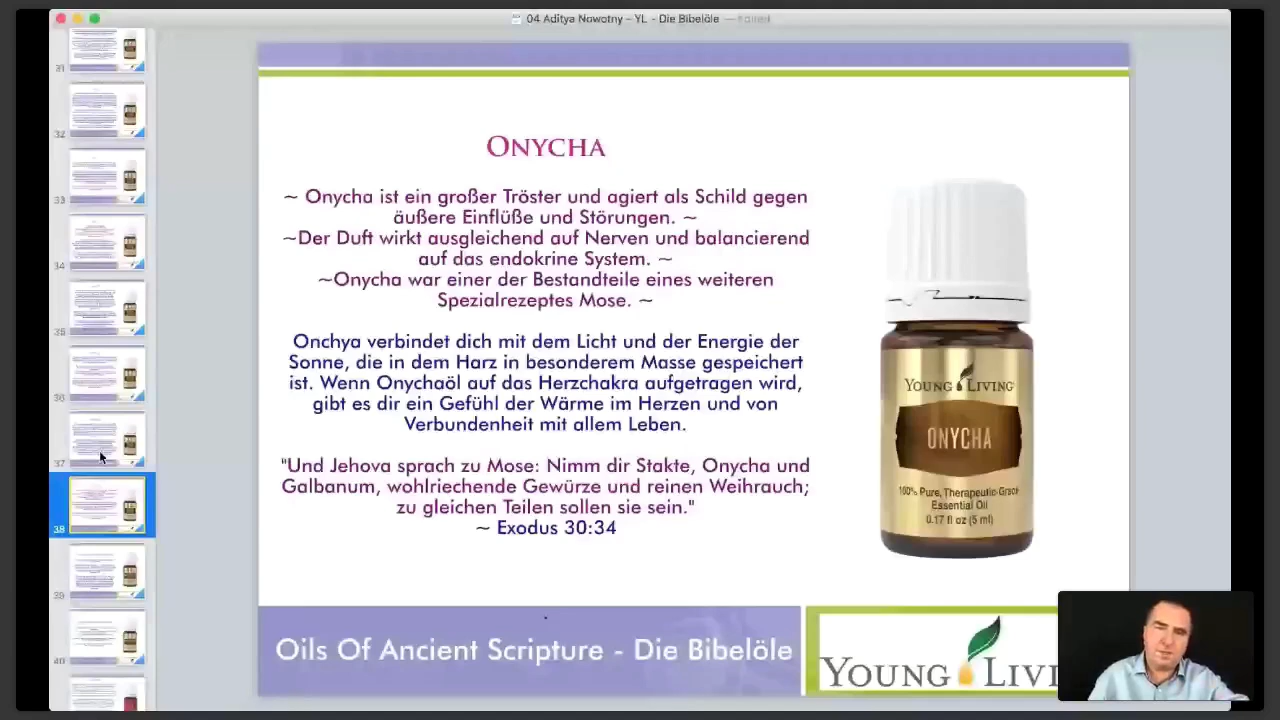 04 Aditya Nowotny – YL - Die Bibelöle
ONYCHA
~ Onycha ist ein großer Tröster und agiert als Schild gegen
äußere Einflüße und Störungen. ~
~Der Duft wirkt ausgleichend auf Nerven und balancierend
auf das endokrine System. ~
~Onycha war einer der Bestandteile eines weiteren
Spezialrezeptes Mose. ~
Onchya verbindet dich mit dem Licht und der Energie der
Sonne, die in dem Harz in besonderem Masse gespeichert
ist. Wenn Onychaöl auf das Herzchakra aufgetragen wird,
gibt es dir ein Gefühl der Wärme im Herzen und von
Verbundenheit mit allem Leben.
"Und Jehova sprach zu Mose: Nimm dir Stakte, Onycha und
Galbanum, wohlriechende Gewürze und reinen Weihrauch;
zu gleichen Teilen sollen sie sein."
~ Exodus 30:34
YOUNG LIVING
ONYCHA
100% Pure, Therapeutic-Grade
Essential Oil
0.17 fl oz (5 ml)
Oils Of Ancient Scripture - Die Bibelöle
YOUNG LIVI
32
33
34
35
36
37
38
39
40